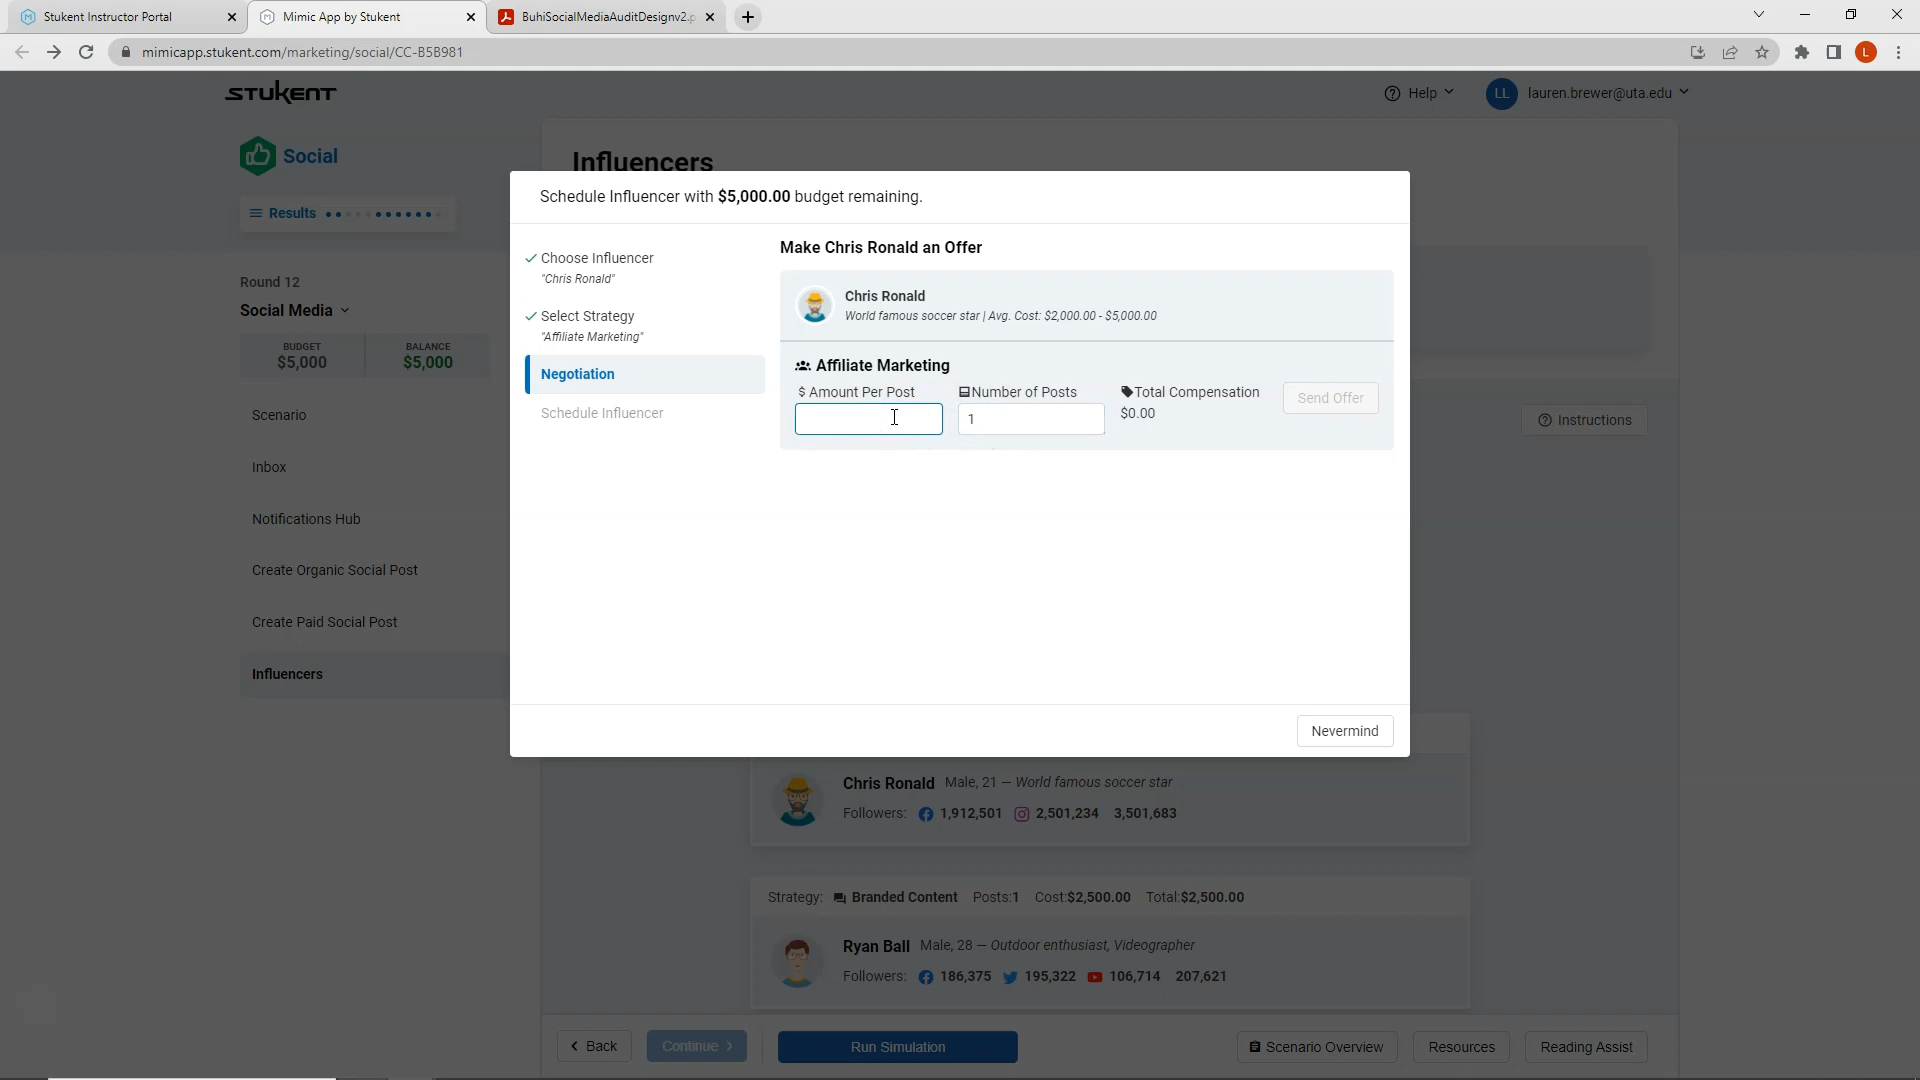 Stukent Instructor Portal
Mimic App by Stukent
BuhiSocialMediaAuditDesignv2.p
mimicapp.stukent.com/marketing/social/CC-B5B981
L
STUKENT
Help
LL
lauren.brewer@uta.edu
Social
Influencers
Results
Schedule Influencer with $5,000.00 budget remaining.
Round 12
Social Media
BUDGET
$5,000
BALANCE
$5,000
Scenario
Inbox
Notifications Hub
Create Organic Social Post
Create Paid Social Post
Influencers
Choose Influencer
"Chris Ronald"
Select Strategy
"Affiliate Marketing"
Negotiation
Schedule Influencer
Make Chris Ronald an Offer
Chris Ronald
World famous soccer star | Avg. Cost: $2,000.00 - $5,000.00
Affiliate Marketing
$ Amount Per Post
Number of Posts
1
Total Compensation
$0.00
Send Offer
Instructions
Nevermind
Chris Ronald Male, 21 — World famous soccer star
Followers: 1,912,501 2,501,234 3,501,683
Strategy: Branded Content Posts:1 Cost:$2,500.00 Total:$2,500.00
Ryan Ball Male, 28 — Outdoor enthusiast, Videographer
Followers: 186,375 195,322 106,714 207,621
Back
Continue
Run Simulation
Scenario Overview
Resources
Reading Assist